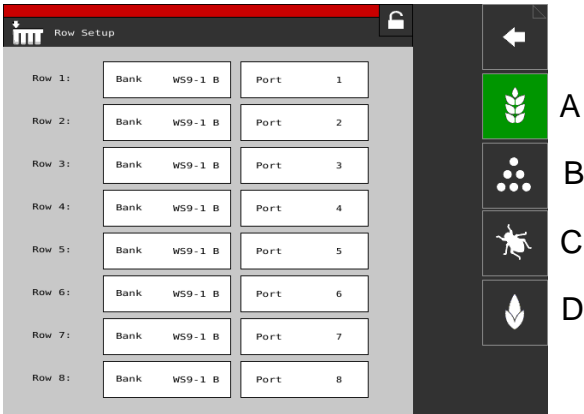 Row Setup
Row 1: Bank WS9-1 B Port 1
A
Row 2: Bank WS9-1 B Port 2
Row 3: Bank WS9-1 B Port 3
B
Row 4: Bank WS9-1 B Port 4
Row 5: Bank WS9-1 B Port 5
C
Row 6: Bank WS9-1 B Port 6
D
Row 7: Bank WS9-1 B Port 7
Row 8: Bank WS9-1 B Port 8